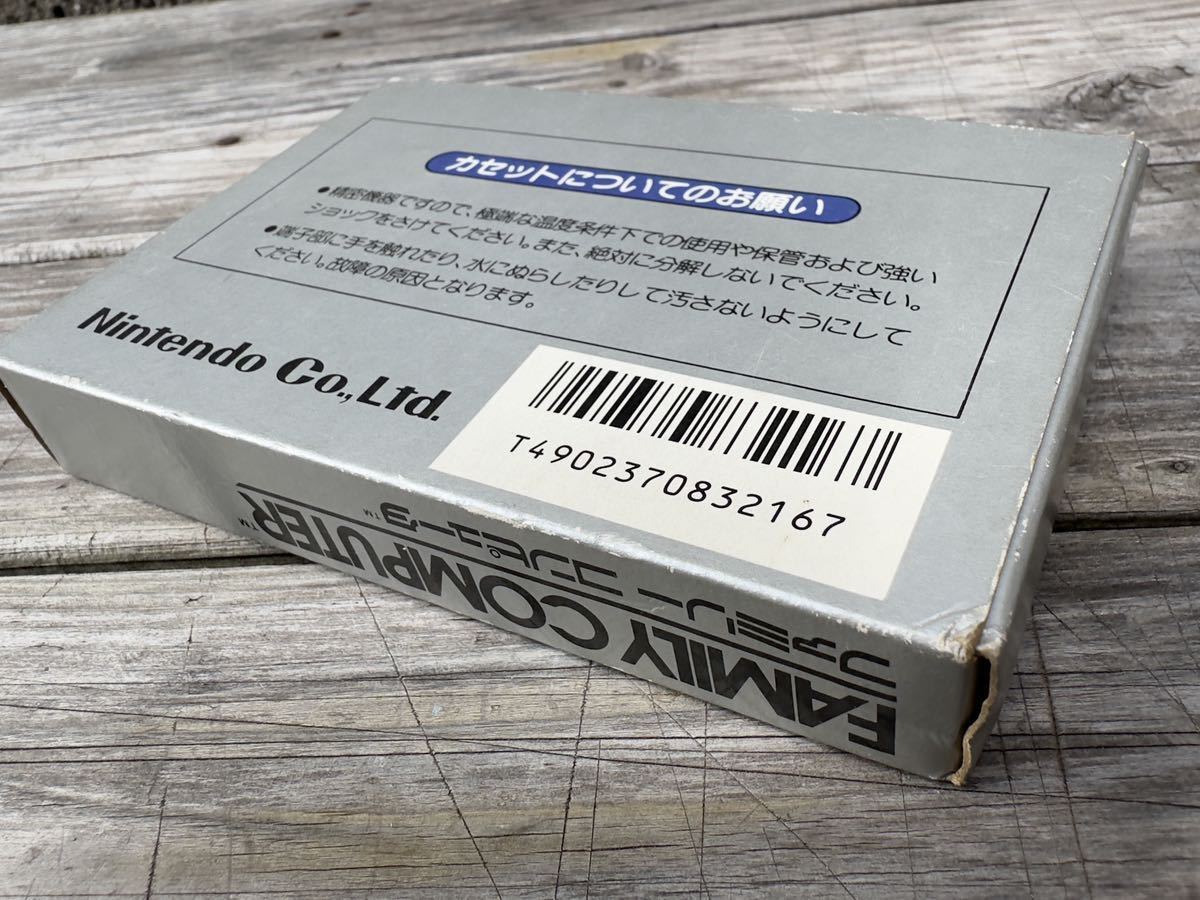 カセットについてのお願い
●精密機器ですので、極端な温度条件下での使用や保管および強い
ショックをさけてください。また、絶対に分解しないでください。
●端子部に手を触れたり、水にぬらしたりして汚さないようにして
ください。故障の原因となります。
Nintendo Co.,Ltd.
T4902370832167
FAMILY COMPUTER™
ファミリー コンピュータ™